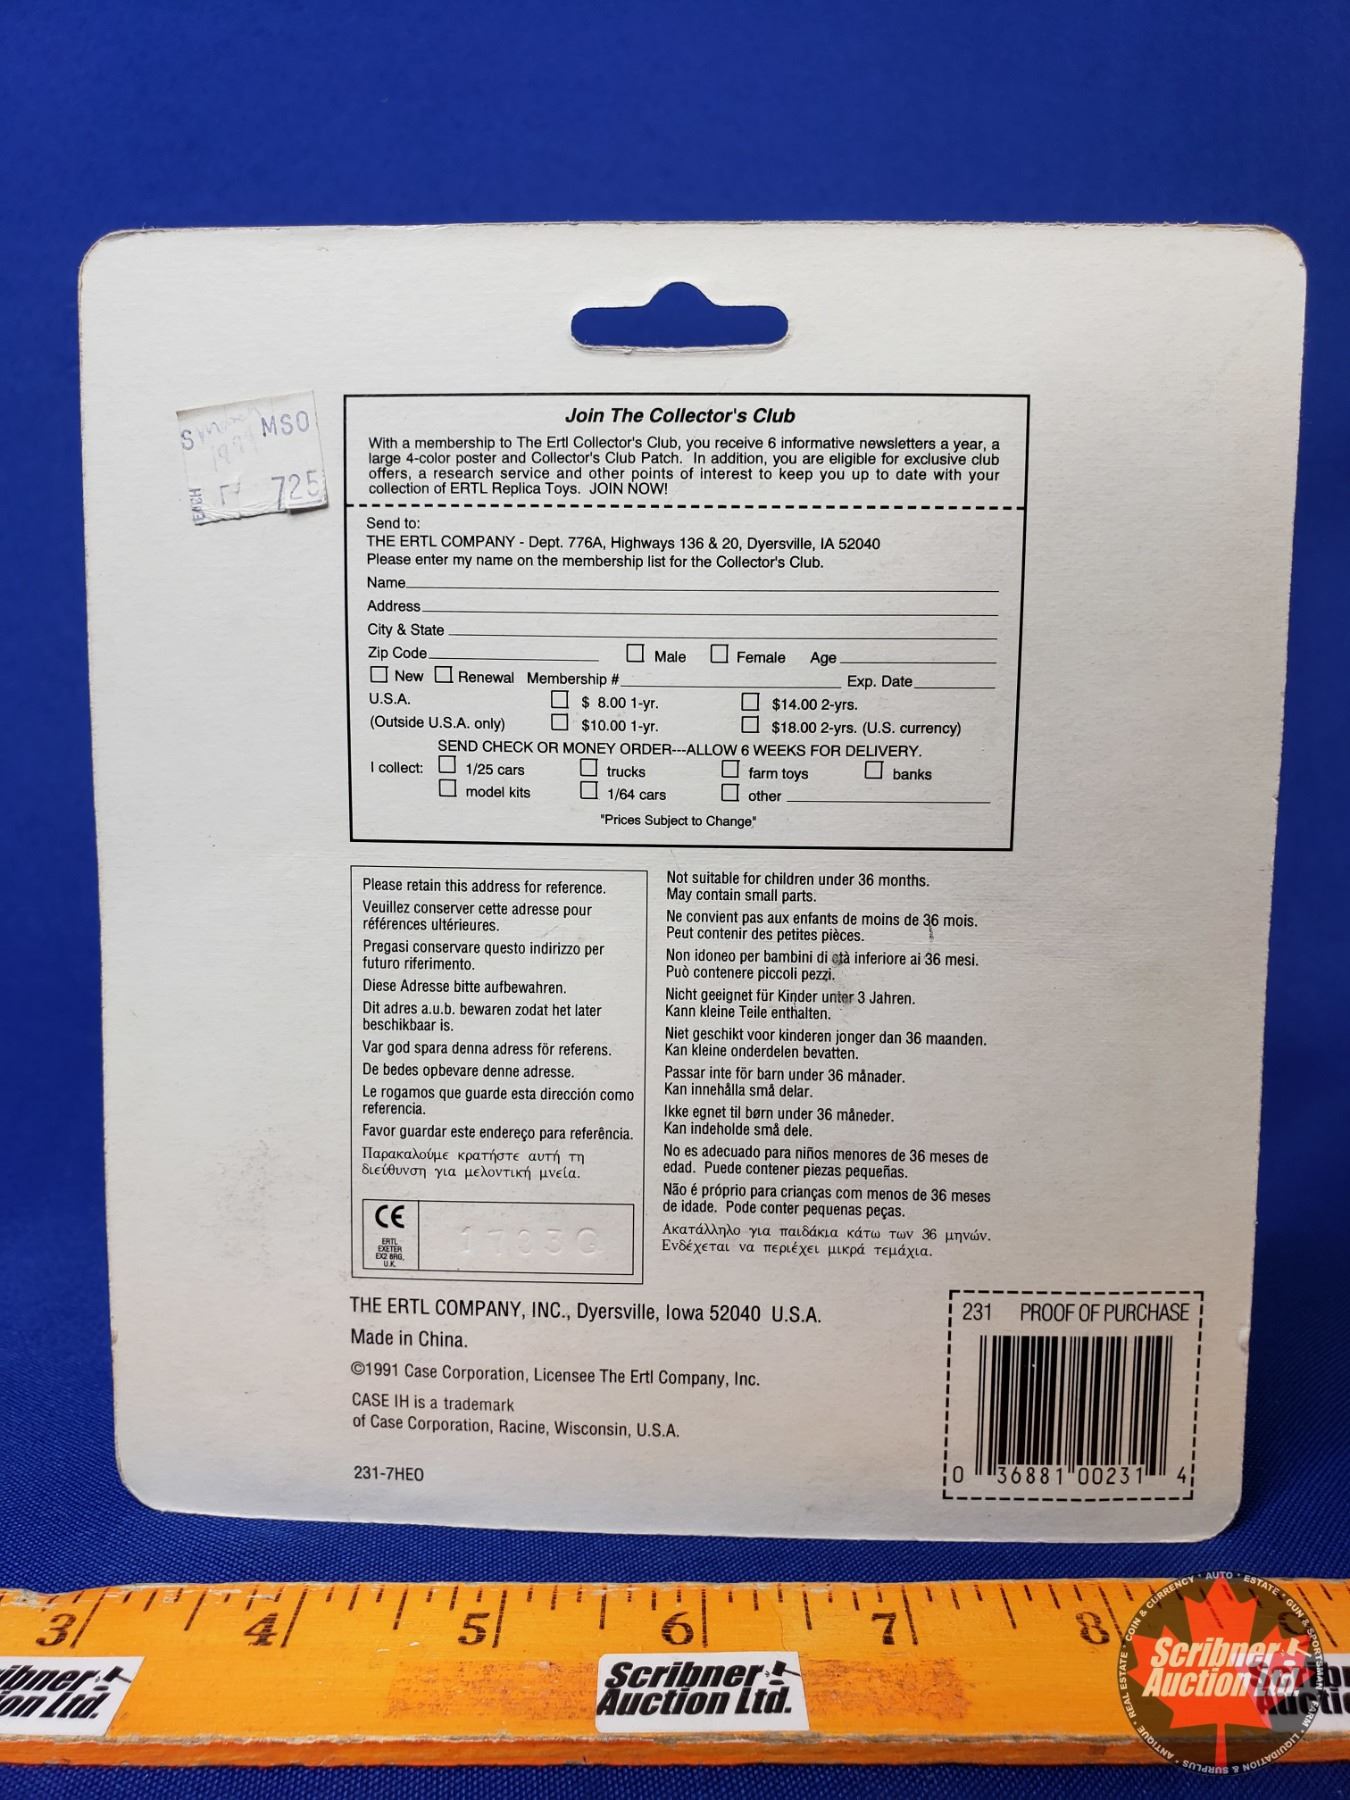 S MSO
EACH 725
Join The Collector's Club
With a membership to The Ertl Collector's Club, you receive 6 informative newsletters a year, a
large 4-color poster and Collector's Club Patch. In addition, you are eligible for exclusive club
offers, a research service and other points of interest to keep you up to date with your
collection of ERTL Replica Toys. JOIN NOW!
Send to:
THE ERTL COMPANY - Dept. 776A, Highways 136 & 20, Dyersville, IA 52040
Please enter my name on the membership list for the Collector's Club.
Name
Address
City & State
Zip Code Male Female Age
New Renewal Membership # Exp. Date
U.S.A. $ 8.00 1-yr. $14.00 2-yrs.
(Outside U.S.A. only) $10.00 1-yr. $18.00 2-yrs. (U.S. currency)
SEND CHECK OR MONEY ORDER---ALLOW 6 WEEKS FOR DELIVERY.
I collect: 1/25 cars trucks farm toys banks
model kits 1/64 cars other
"Prices Subject to Change"
Please retain this address for reference.
Veuillez conserver cette adresse pour
références ultérieures.
Pregasi conservare questo indirizzo per
futuro riferimento.
Diese Adresse bitte aufbewahren.
Dit adres a.u.b. bewaren zodat het later
beschikbaar is.
Var god spara denna adress för referens.
De bedes opbevare denne adresse.
Le rogamos que guarde esta dirección como
referencia.
Favor guardar este endereço para referência.
Παρακαλούμε κρατήστε αυτή τη
διεύθυνση για μελοντική μνεία.
CE
ERTL
EXETER
EX2 8RG,
U.K.
1783G
Not suitable for children under 36 months.
May contain small parts.
Ne convient pas aux enfants de moins de 36 mois.
Peut contenir des petites pièces.
Non idoneo per bambini di età inferiore ai 36 mesi.
Può contenere piccoli pezzi.
Nicht geeignet für Kinder unter 3 Jahren.
Kann kleine Teile enthalten.
Niet geschikt voor kinderen jonger dan 36 maanden.
Kan kleine onderdelen bevatten.
Passar inte för barn under 36 månader.
Kan innehålla små delar.
Ikke egnet til børn under 36 måneder.
Kan indeholde små dele.
No es adecuado para niños menores de 36 meses de
edad. Puede contener piezas pequeñas.
Não é próprio para crianças com menos de 36 meses
de idade. Pode conter pequenas peças.
Ακατάλληλο για παιδάκια κάτω των 36 μηνών.
Ενδέχεται να περιέχει μικρά τεμάχια.
THE ERTL COMPANY, INC., Dyersville, Iowa 52040 U.S.A.
Made in China.
©1991 Case Corporation, Licensee The Ertl Company, Inc.
CASE IH is a trademark
of Case Corporation, Racine, Wisconsin, U.S.A.
231-7HEO
231 PROOF OF PURCHASE
0 36881 00231 4
3 4 5 6 7 8
Scribner
Auction Ltd.
Scribner
Auction Ltd.
COIN & CURRENCY • AUTO • ESTATE • GUN & SPORTSMAN • FARM • LIQUIDATION & SURPLUS • ANTIQUE • REAL ESTATE